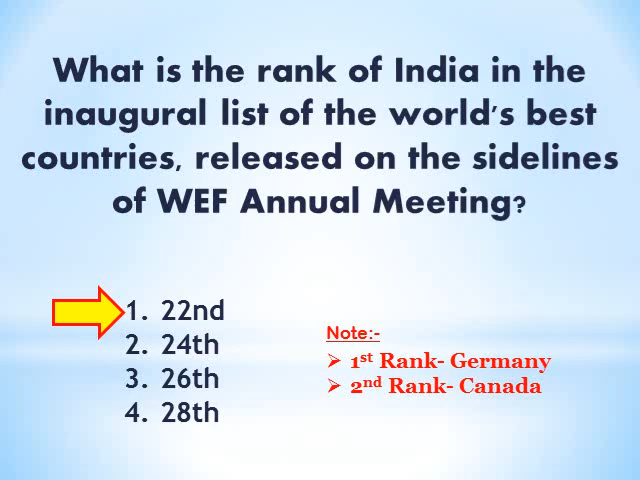 What is the rank of India in the
inaugural list of the world's best
countries, released on the sidelines
of WEF Annual Meeting?
1. 22nd
2. 24th
3. 26th
4. 28th
Note:-
➢ 1st Rank- Germany
➢ 2nd Rank- Canada